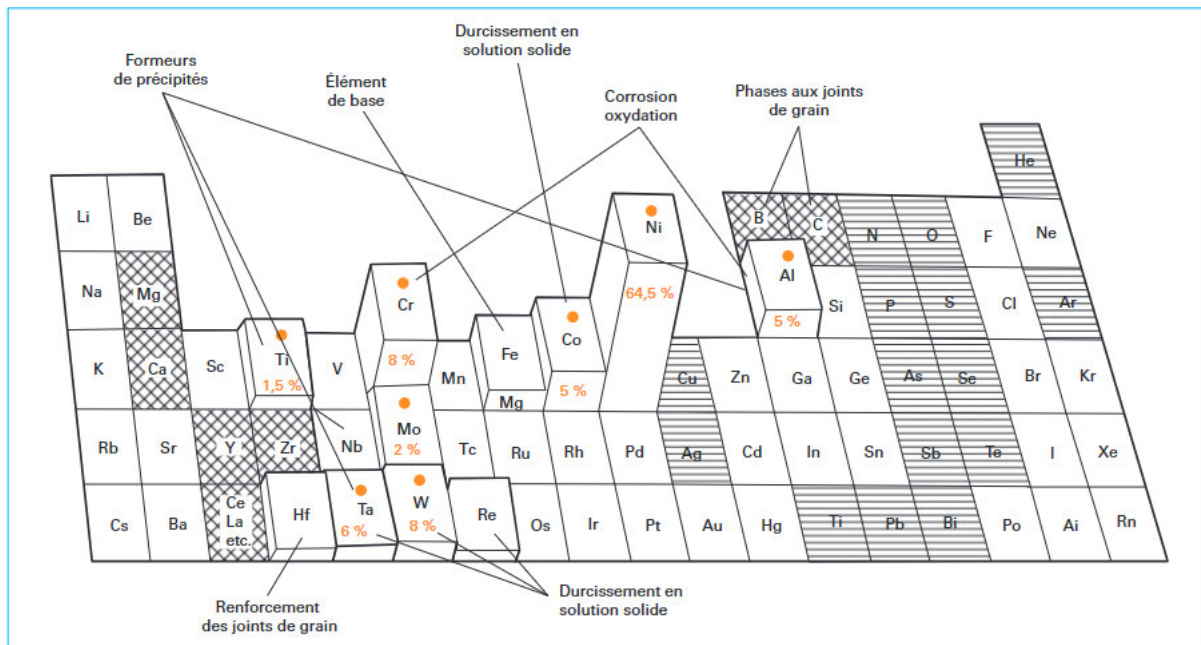 Durcissement en
solution solide
Formeurs
de précipités
Élément
de base
Corrosion
oxydation
Phases aux joints
de grain
He
Li
Be
B
C
N
O
F
Ne
Ni
64,5 %
Na
Mg
Cr
8 %
Al
5 %
Si
P
S
Cl
Ar
K
Ca
Sc
Ti
1,5 %
V
Mn
Fe
Mg
Co
5 %
Cu
Zn
Ga
Ge
As
Se
Br
Kr
Rb
Sr
Y
Zr
Nb
Mo
2 %
Tc
Ru
Rh
Pd
Ag
Cd
In
Sn
Sb
Te
I
Xe
Cs
Ba
Ce
La
etc.
Hf
Ta
6 %
W
8 %
Re
Os
Ir
Pt
Au
Hg
Ti
Pb
Bi
Po
Ai
Rn
Renforcement
des joints de grain
Durcissement en
solution solide